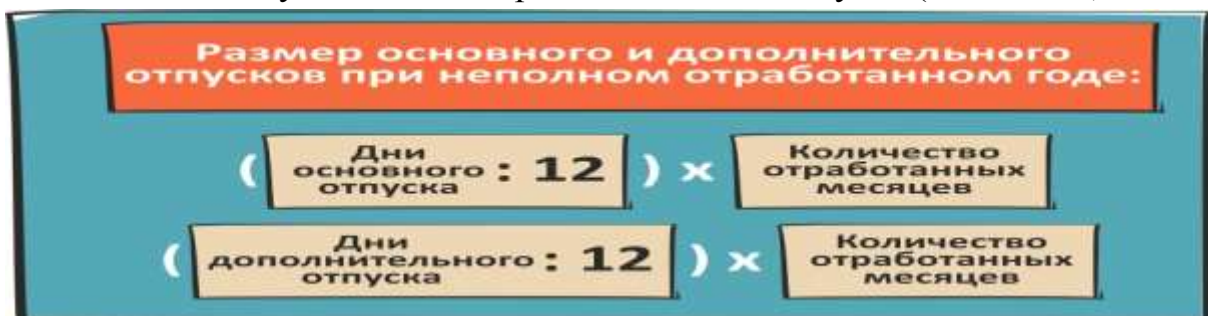 Размер основного и дополнительного
отпусков при неполном отработанном годе:
( Дни основного отпуска : 12 ) x Количество отработанных месяцев
( Дни дополнительного отпуска : 12 ) x Количество отработанных месяцев